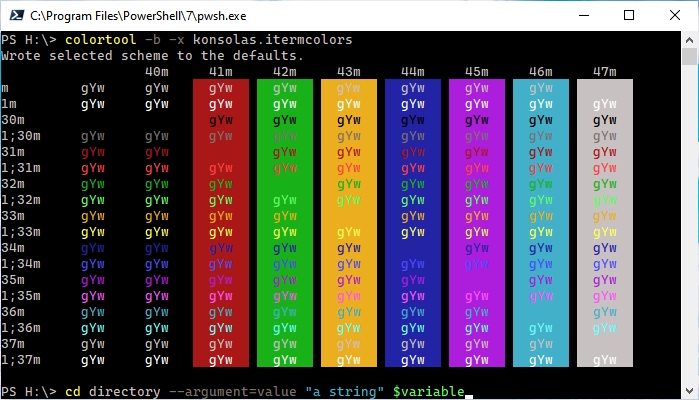 C:\Program Files\PowerShell\7\pwsh.exe
PS H:\> colortool -b -x konsolas.itermcolors
Wrote selected scheme to the defaults.
40m 41m 42m 43m 44m 45m 46m 47m
m gYw gYw gYw gYw gYw gYw gYw gYw
1m gYw gYw gYw gYw gYw gYw gYw gYw gYw
30m gYw gYw gYw gYw gYw gYw gYw
1;30m gYw gYw gYw gYw gYw gYw gYw gYw gYw
31m gYw gYw gYw gYw gYw gYw gYw gYw
1;31m gYw gYw gYw gYw gYw gYw gYw gYw gYw
32m gYw gYw gYw gYw gYw gYw gYw gYw
1;32m gYw gYw gYw gYw gYw gYw gYw gYw gYw
33m gYw gYw gYw gYw gYw gYw gYw gYw
1;33m gYw gYw gYw gYw gYw gYw gYw gYw gYw
34m gYw gYw gYw gYw gYw gYw gYw gYw
1;34m gYw gYw gYw gYw gYw gYw gYw gYw gYw
35m gYw gYw gYw gYw gYw gYw gYw gYw
1;35m gYw gYw gYw gYw gYw gYw gYw gYw gYw
36m gYw gYw gYw gYw gYw gYw gYw gYw
1;36m gYw gYw gYw gYw gYw gYw gYw gYw gYw
37m gYw gYw gYw gYw gYw gYw gYw gYw
1;37m gYw gYw gYw gYw gYw gYw gYw gYw gYw
PS H:\> cd directory --argument=value "a string" $variable